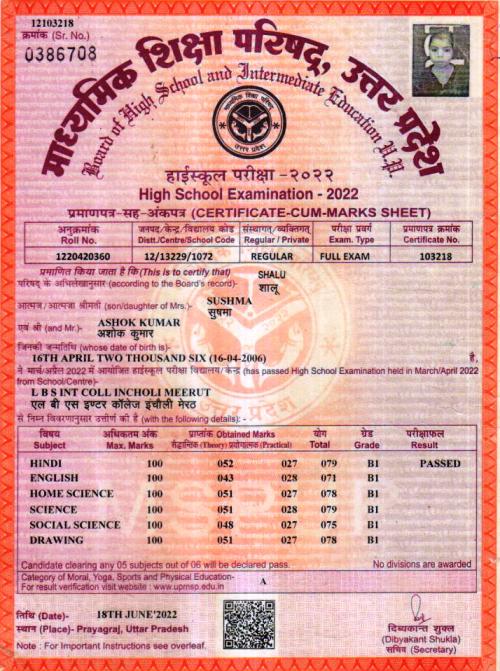 12103218
क्रमांक (Sr. No.)
0386708
माध्यमिक शिक्षा परिषद्, उत्तर प्रदेश
Board of High School and Intermediate Education U.P.
हाईस्कूल परीक्षा -२०२२
High School Examination - 2022
प्रमाणपत्र-सह-अंकपत्र (CERTIFICATE-CUM-MARKS SHEET)
अनुक्रमांक जनपद/केन्द्र/विद्यालय कोड संस्थागत/व्यक्तिगत परीक्षा प्रवर्ग प्रमाणपत्र क्रमांक
Roll No. Distt./Centre/School Code Regular / Private Exam. Type Certificate No.
1220420360 12/13229/1072 REGULAR FULL EXAM 103218
प्रमाणित किया जाता है कि (This is to certify that) SHALU
परिषद् के अभिलेखानुसार (according to the Board's record)- शालू
आत्मज/आत्मजा श्रीमती (son/daughter of Mrs.)- SUSHMA
सुषमा
एवं श्री (and Mr.)- ASHOK KUMAR
अशोक कुमार
जिनकी जन्मतिथि (whose date of birth is)-
16TH APRIL TWO THOUSAND SIX (16-04-2006) है,
ने मार्च/अप्रैल 2022 में आयोजित हाईस्कूल परीक्षा विद्यालय/केन्द्र (has passed High School Examination held in March/April 2022
from School/Centre)-
L B S INT COLL INCHOLI MEERUT
एल बी एस इण्टर कॉलेज इंचौली मेरठ
से निम्न विवरणानुसार उत्तीर्ण की है (with the following details): -
विषय अधिकतम अंक प्राप्तांक Obtained Marks योग ग्रेड परीक्षाफल
Subject Max. Marks सैद्धान्तिक (Theory) प्रयोगात्मक (Practical) Total Grade Result
HINDI 100 052 027 079 B1 PASSED
ENGLISH 100 043 028 071 B1
HOME SCIENCE 100 051 027 078 B1
SCIENCE 100 051 028 079 B1
SOCIAL SCIENCE 100 048 027 075 B1
DRAWING 100 051 027 078 B1
Candidate clearing any 05 subjects out of 06 will be declared pass. No divisions are awarded
Category of Moral, Yoga, Sports and Physical Education- A
For result verification visit website : www.upmsp.edu.in
तिथि (Date)- 18TH JUNE'2022
स्थान (Place)- Prayagraj, Uttar Pradesh
Note : For Important Instructions see overleaf.
दिब्यकान्त शुक्ल
(Dibyakant Shukla)
सचिव (Secretary)